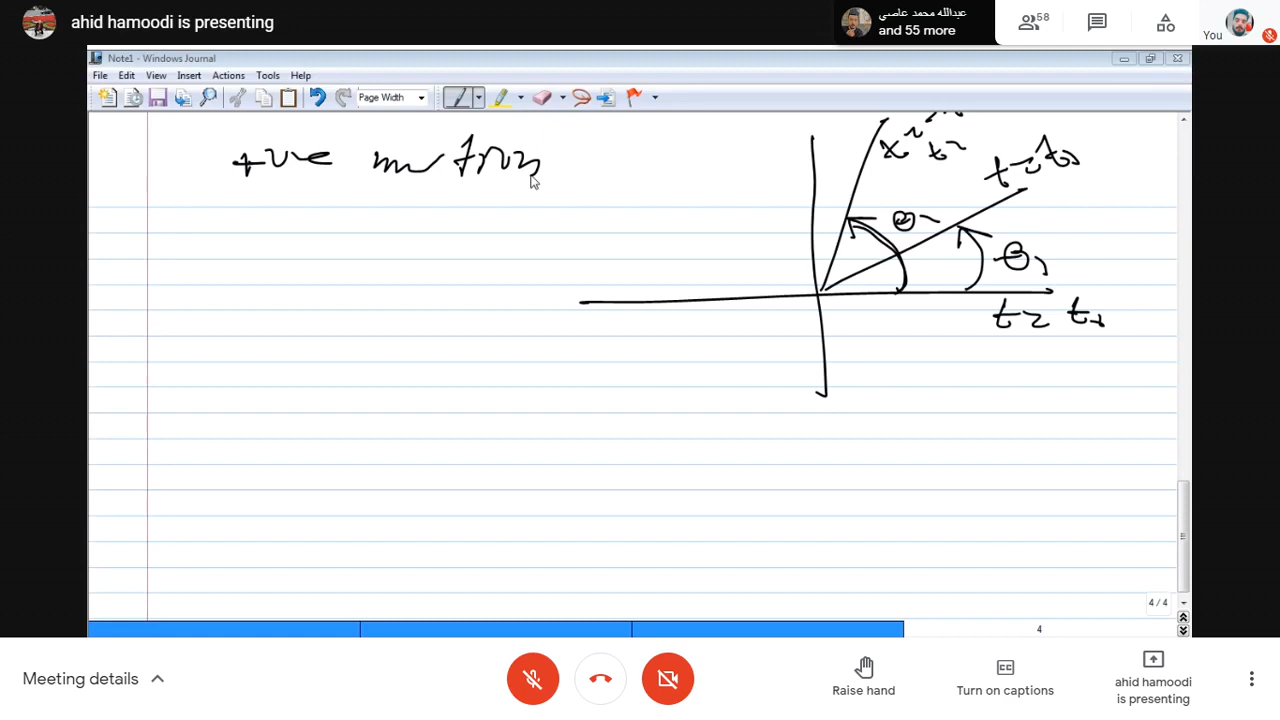 ahid hamoodi is presenting
عبدالله محمد عاصي
and 55 more
58
You
Note1 - Windows Journal
File Edit View Insert Actions Tools Help
Page Width
+ve
θ
θ1
4 / 4
4
Meeting details
Raise hand
Turn on captions
ahid hamoodi
is presenting